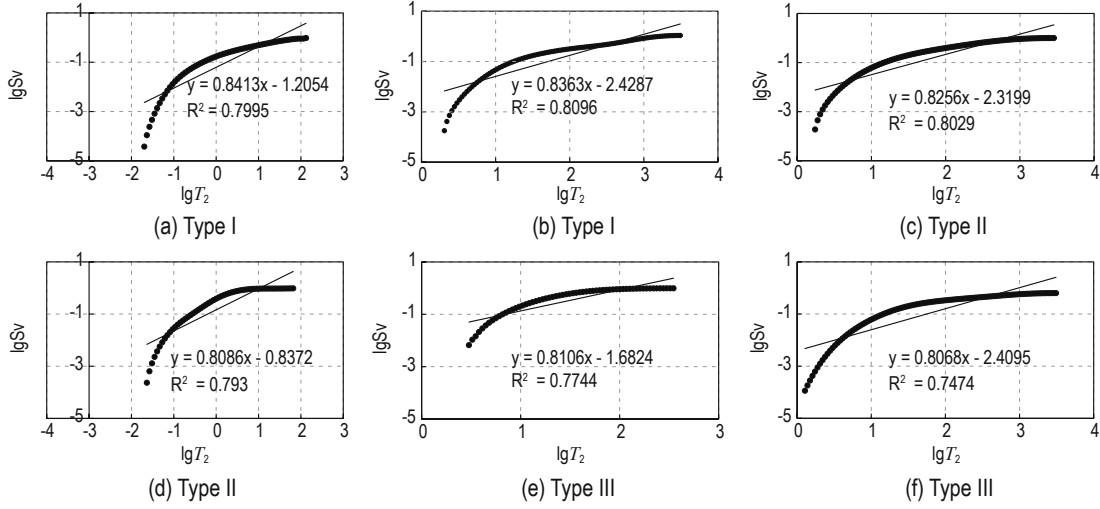 1
-1
-3
-5
lgSv
y = 0.8413x - 1.2054
R² = 0.7995
-4 -3 -2 -1 0 1 2 3
lgT₂
(a) Type I
1
-1
-3
-5
lgSv
y = 0.8363x - 2.4287
R² = 0.8096
0 1 2 3 4
lgT₂
(b) Type I
1
-1
-3
-5
lgSv
y = 0.8256x - 2.3199
R² = 0.8029
0 1 2 3 4
lgT₂
(c) Type II
1
-1
-3
-5
lgSv
y = 0.8086x - 0.8372
R² = 0.793
-4 -3 -2 -1 0 1 2 3
lgT₂
(d) Type II
1
-1
-3
-5
lgSv
y = 0.8106x - 1.6824
R² = 0.7744
0 1 2 3
lgT₂
(e) Type III
1
-1
-3
-5
lgSv
y = 0.8068x - 2.4095
R² = 0.7474
0 1 2 3 4
lgT₂
(f) Type III